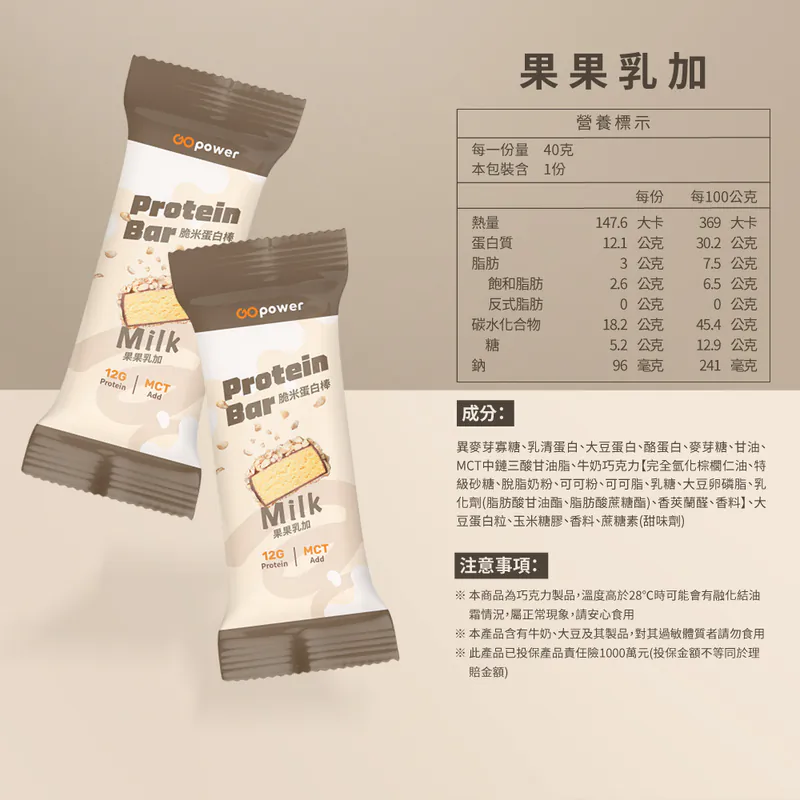 GOpower
Protein
Bar 脆米蛋白棒
Milk
果果乳加
12G Protein | MCT Add
GOpower
Protein
Bar 脆米蛋白棒
Milk
果果乳加
12G Protein | MCT Add
果果乳加
營養標示
每一份量 40克
本包裝含 1份
每份 每100公克
熱量 147.6 大卡 369 大卡
蛋白質 12.1 公克 30.2 公克
脂肪 3 公克 7.5 公克
飽和脂肪 2.6 公克 6.5 公克
反式脂肪 0 公克 0 公克
碳水化合物 18.2 公克 45.4 公克
糖 5.2 公克 12.9 公克
鈉 96 毫克 241 毫克
成分：
異麥芽寡糖、乳清蛋白、大豆蛋白、酪蛋白、麥芽糖、甘油、
MCT中鏈三酸甘油脂、牛奶巧克力【完全氫化棕櫚仁油、特
級砂糖、脫脂奶粉、可可粉、可可脂、乳糖、大豆卵磷脂、乳
化劑(脂肪酸甘油酯、脂肪酸蔗糖酯)、香莢蘭醛、香料】、大
豆蛋白粒、玉米糖膠、香料、蔗糖素(甜味劑)
注意事項：
※ 本商品為巧克力製品，溫度高於28℃時可能會有融化結油
霜情況，屬正常現象，請安心食用
※ 本產品含有牛奶、大豆及其製品，對其過敏體質者請勿食用
※ 此產品已投保產品責任險1000萬元(投保金額不等同於理
賠金額)